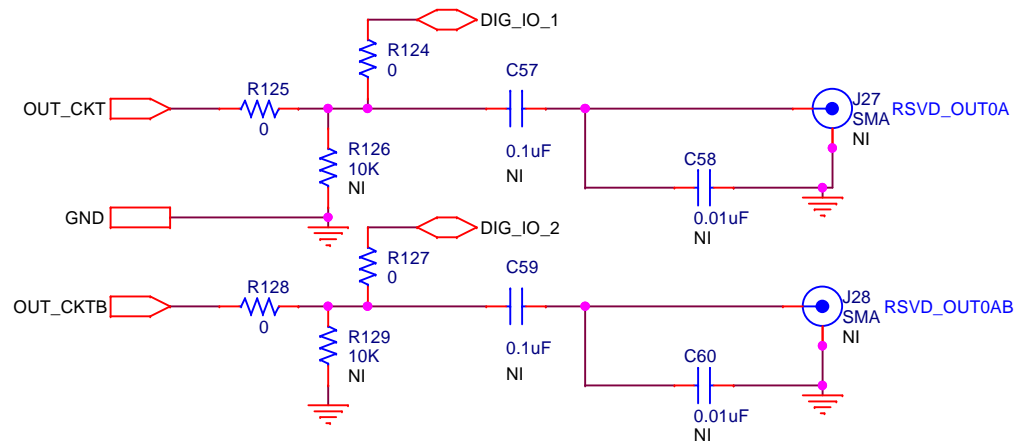 DIG_IO_1
R124
0
C57
R125
OUT_CKT
0
J27
RSVD_OUT0A
SMA
NI
R126
10K
NI
0.1uF
NI
C58
GND
0.01uF
NI
DIG_IO_2
R127
0
C59
R128
OUT_CKTB
0
J28
RSVD_OUT0AB
SMA
NI
R129
10K
NI
0.1uF
NI
C60
0.01uF
NI